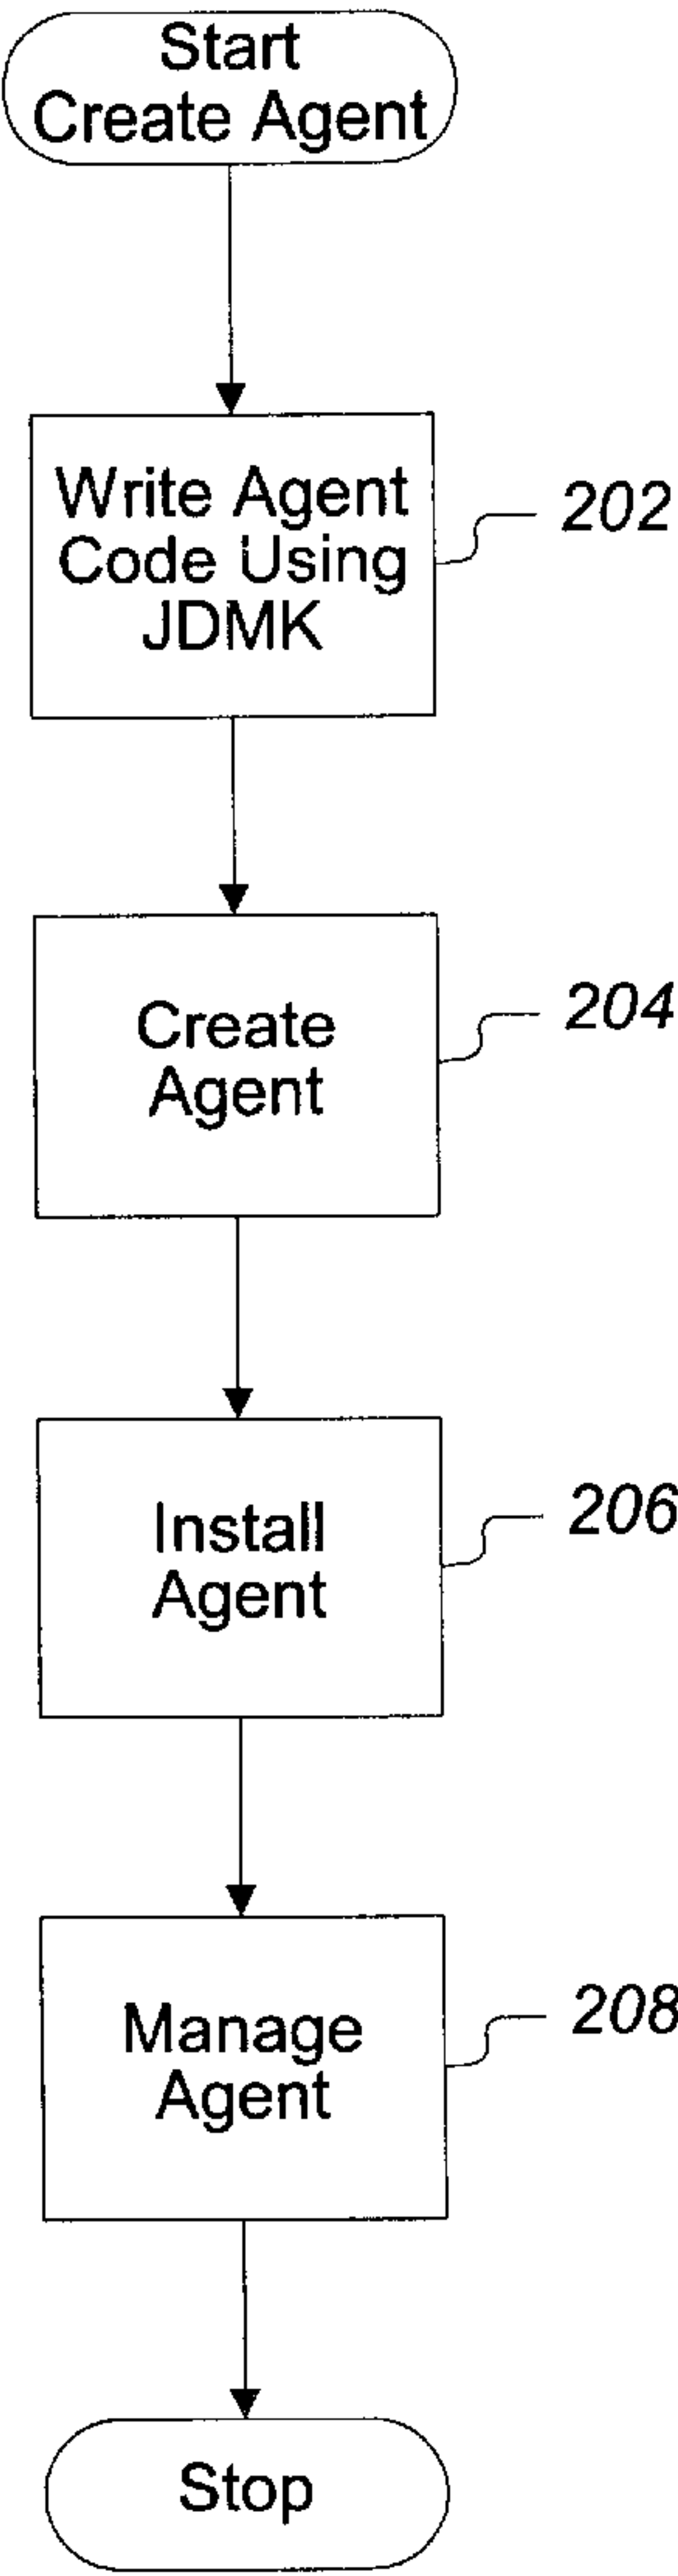 Start
Create Agent
Write Agent
Code Using
JDMK
202
Create
Agent
204
Install
Agent
206
Manage
Agent
208
Stop